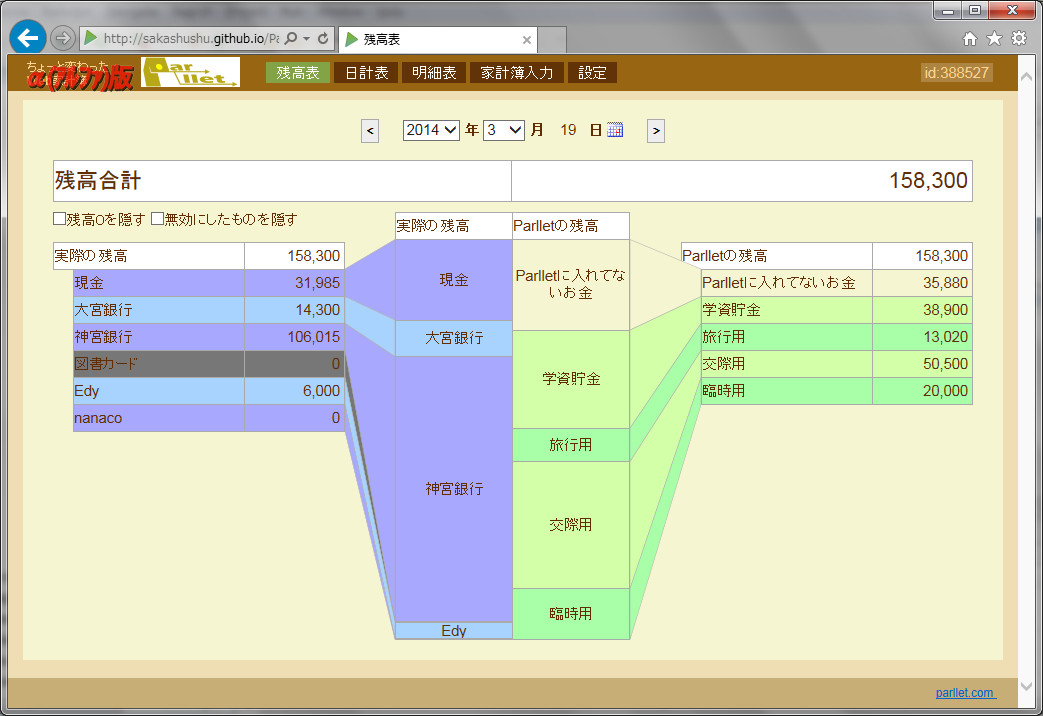 http://sakashushu.github.io/Pa
残高表
ちょっと変わった
α(アルファ)版
Parllet
残高表 日計表 明細表 家計簿入力 設定
id:388527
< 2014 年 3 月 19 日 >
残高合計 158,300
残高0を隠す 無効にしたものを隠す
実際の残高 158,300
現金 31,985
大宮銀行 14,300
神宮銀行 106,015
図書カード 0
Edy 6,000
nanaco 0
実際の残高 Parlletの残高
現金
大宮銀行
神宮銀行
Edy
Parlletに入れてな
いお金
学資貯金
旅行用
交際用
臨時用
Parlletの残高 158,300
Parlletに入れてないお金 35,880
学資貯金 38,900
旅行用 13,020
交際用 50,500
臨時用 20,000
parllet.com